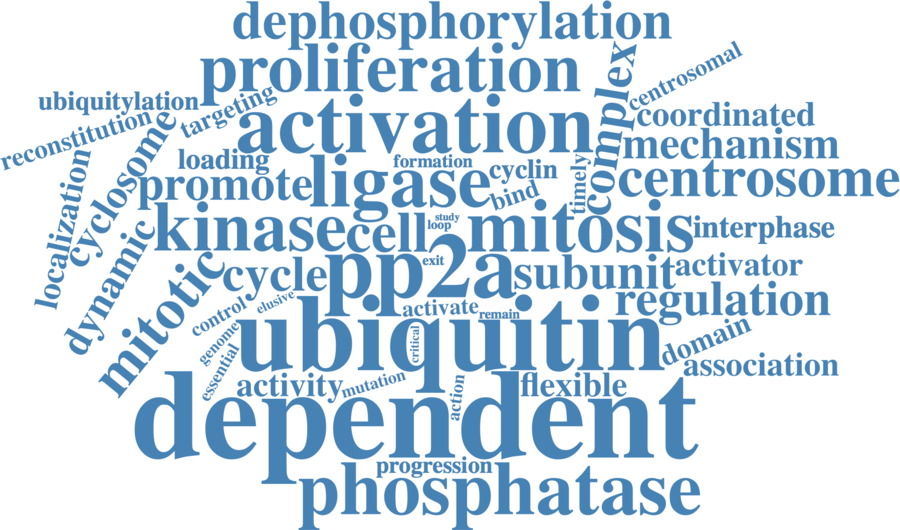 dephosphorylation
proliferation
complex
centrosomal
ubiquitylation
targeting
activation
coordinated
reconstitution
cyclosome
mechanism
loading
formation
cyclin
timely
localization
promote
ligase
bind
centrosome
dynamic
kinase
cell
study
loop
mitosis
interphase
mitotic
cycle
pp2a
exit
subunit
activator
control
elusive
activate
remain
regulation
genome
ubiquitin
critical
domain
essential
activity
mutation
action
flexible
association
dependent
progression
phosphatase